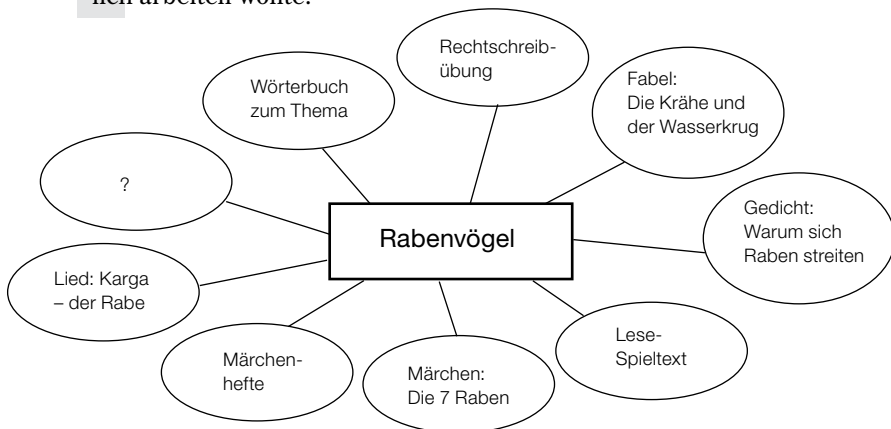 nen arbeiten wollte.
Rechtschreib-
übung
Wörterbuch
zum Thema
Fabel:
Die Krähe und
der Wasserkrug
?
Gedicht:
Warum sich
Raben streiten
Rabenvögel
Lied: Karga
– der Rabe
Lese-
Spieltext
Märchen-
hefte
Märchen:
Die 7 Raben